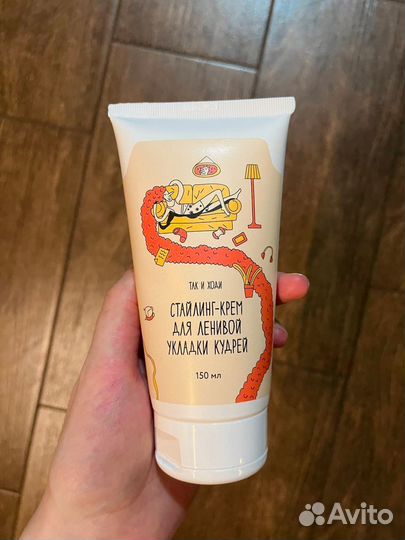 ТАК И ХОДИ
СТАЙЛИНГ-КРЕМ
ДЛЯ ЛЕНИВОЙ
УКЛАДКИ КУДРЕЙ
150 мл
Avito